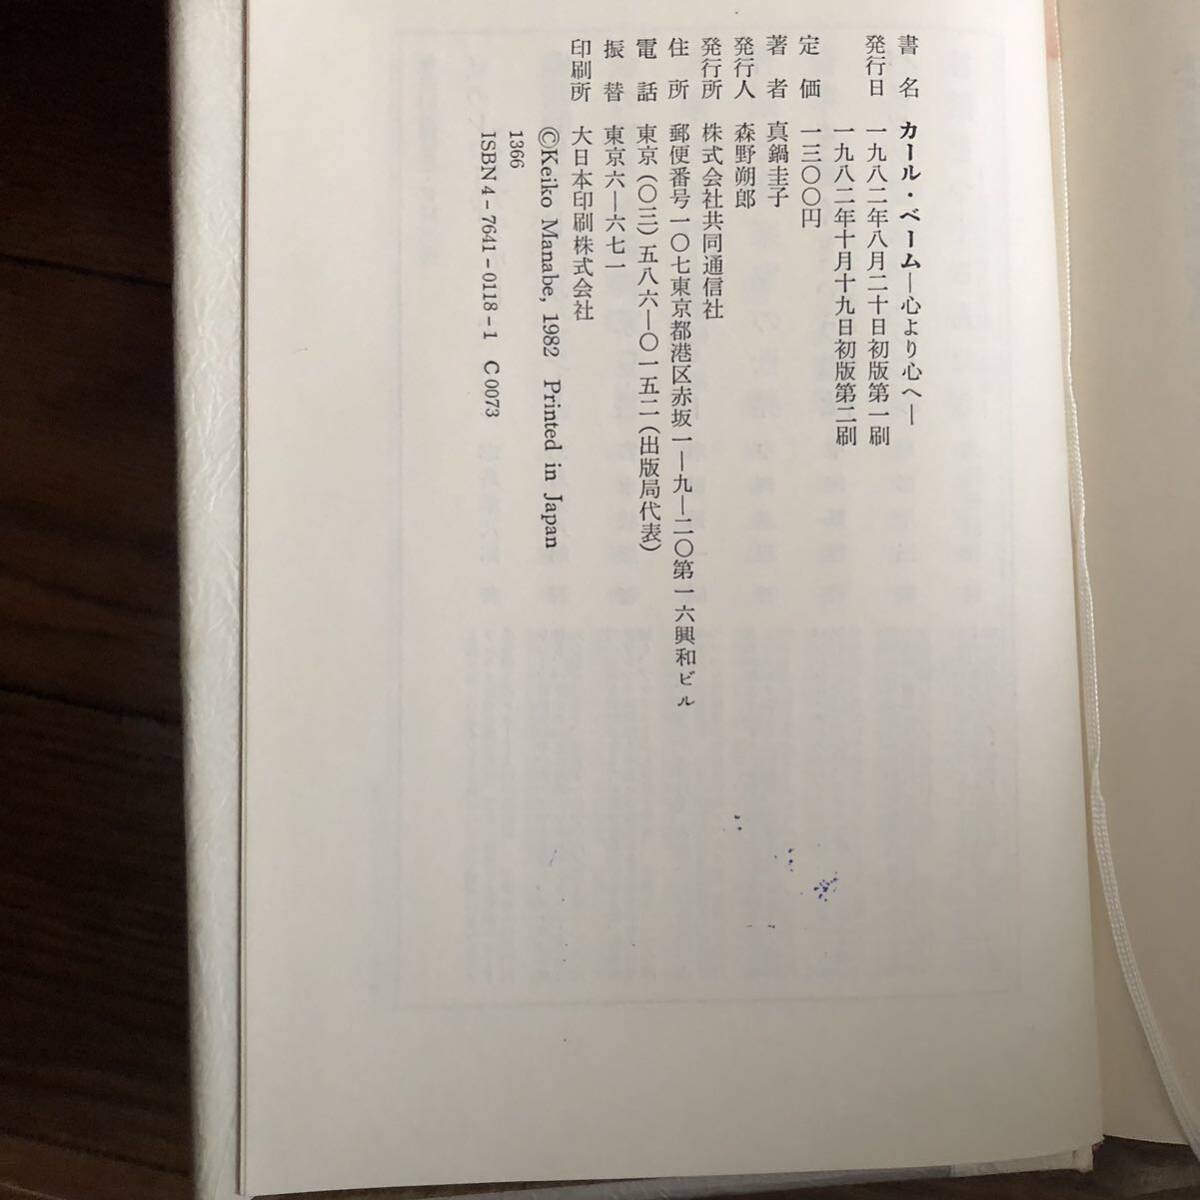 書名 カール・ベーム—心より心へ—
発行日 一九八二年八月二十日初版第一刷
一九八二年十月十九日初版第二刷
定価 一三〇〇円
著者 真鍋圭子
発行人 森野朔郎
発行所 株式会社共同通信社
住所 郵便番号一〇七東京都港区赤坂一—九—二〇第一六興和ビル
電話 東京(〇三)五八六—〇一五二(出版局代表)
振替 東京六—六七一
印刷所 大日本印刷株式会社
©Keiko Manabe, 1982 Printed in Japan
1366
ISBN4-7641-0118-1 C0073